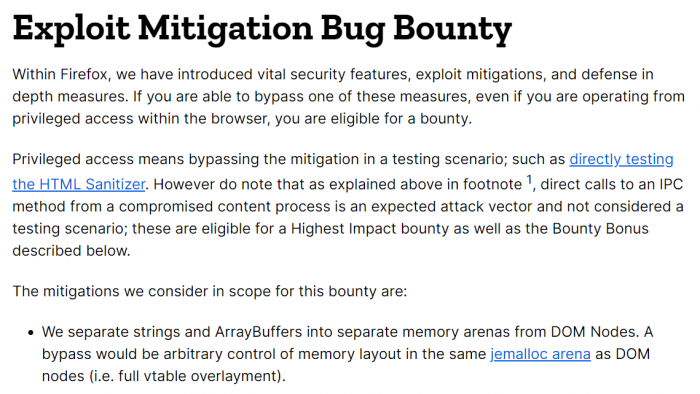 Exploit Mitigation Bug Bounty
Within Firefox, we have introduced vital security features, exploit mitigations, and defense in
depth measures. If you are able to bypass one of these measures, even if you are operating from
privileged access within the browser, you are eligible for a bounty.
Privileged access means bypassing the mitigation in a testing scenario; such as directly testing
the HTML Sanitizer. However do note that as explained above in footnote 1, direct calls to an IPC
method from a compromised content process is an expected attack vector and not considered a
testing scenario; these are eligible for a Highest Impact bounty as well as the Bounty Bonus
described below.
The mitigations we consider in scope for this bounty are:
• We separate strings and ArrayBuffers into separate memory arenas from DOM Nodes. A
bypass would be arbitrary control of memory layout in the same jemalloc arena as DOM
nodes (i.e. full vtable overlayment).